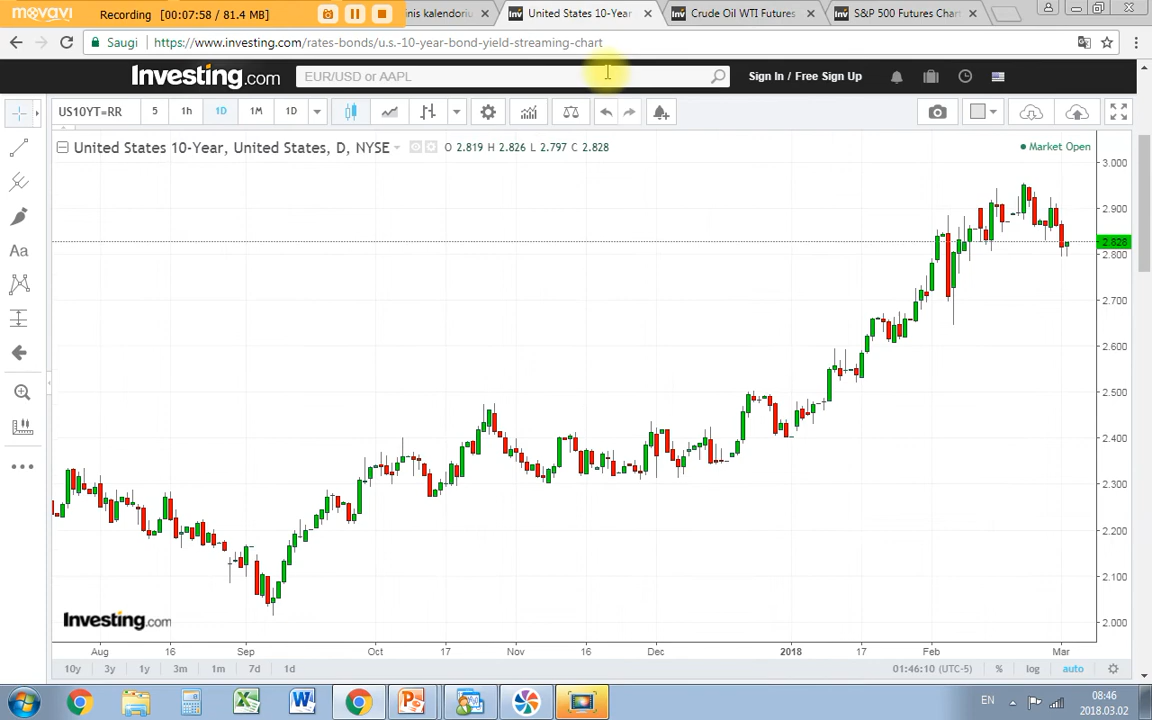 movavi Recording [00:07:58 / 81.4 MB]
inis kalendoriu
United States 10-Year
Crude Oil WTI Futures
S&P 500 Futures Char
Saugi
https://www.investing.com/rates-bonds/u.s.-10-year-bond-yield-streaming-chart
Investing.com
EUR/USD or AAPL
Sign In / Free Sign Up
US10YT=RR 5 1h 1D 1M 1D
Aa
United States 10-Year, United States, D, NYSE O 2.819 H 2.826 L 2.797 C 2.828
Market Open
3.000
2.900
2.828
2.800
2.700
2.600
2.500
2.400
2.300
2.200
2.100
2.000
Investing.com
Aug 16 Sep Oct Nov 16 Dec 2018 17 Feb Mar
10y 3y 1y 3m 1m 7d 1d 01:46:10 (UTC-5) % log auto
EN
08:46
2018.03.02